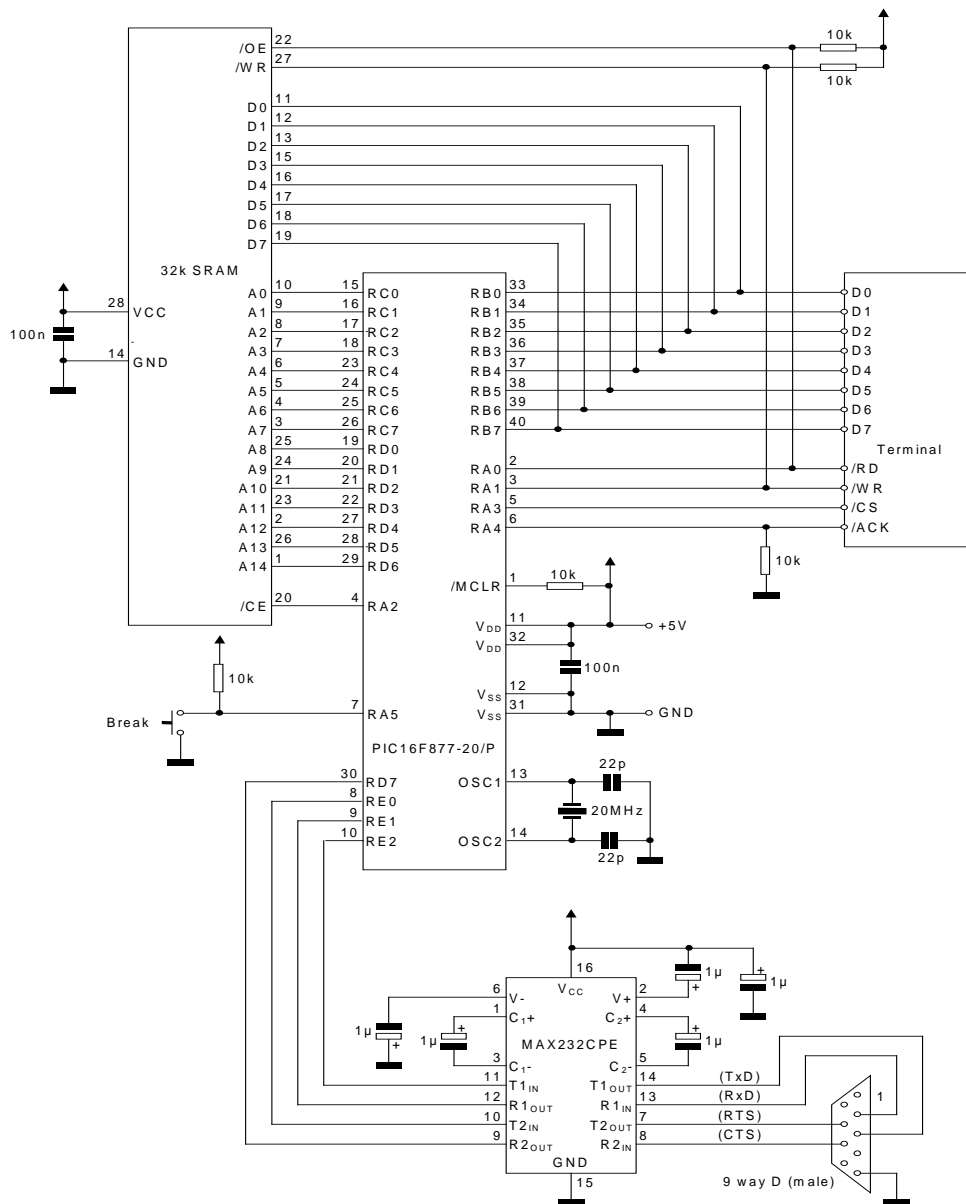 22
/OE
10k
27
/WR
10k
11
D0
12
D1
13
D2
15
D3
16
D4
17
D5
18
D6
19
D7
32k SRAM
10 15 33
A0 RC0 RB0 D0
9 16 34
A1 RC1 RB1 D1
8 17 35
A2 RC2 RB2 D2
7 18 36
A3 RC3 RB3 D3
6 23 37
A4 RC4 RB4 D4
5 24 38
A5 RC5 RB5 D5
4 25 39
A6 RC6 RB6 D6
3 26 40
A7 RC7 RB7 D7
28
VCC
100n
14
GND
Terminal
25 19
A8 RD0
24 20 2
A9 RD1 RA0 /RD
21 21 3
A10 RD2 RA1 /WR
23 22 5
A11 RD3 RA3 /CS
2 27 6
A12 RD4 RA4 /ACK
26 28
A13 RD5
1 29
A14 RD6
10k
1
/MCLR
10k
20 4
/CE RA2
11
VDD +5V
32
VDD
100n
12
VSS
31
VSS GND
10k
7
Break RA5
PIC16F877-20/P
30 13
RD7 OSC1
22p
8
RE0
20MHz
9
RE1
10 14
RE2 OSC2
22p
16
VCC
1µ +
+ 1µ
6 2
V- V+
1 4
C1+ C2+
1µ +
1µ +
+ 1µ
MAX232CPE
3 5
C1- C2-
11 14
T1IN T1OUT (TxD)
12 13
R1OUT R1IN (RxD)
10 7
T2IN T2OUT (RTS)
9 8
R2OUT R2IN (CTS)
1
GND
15
9 way D (male)